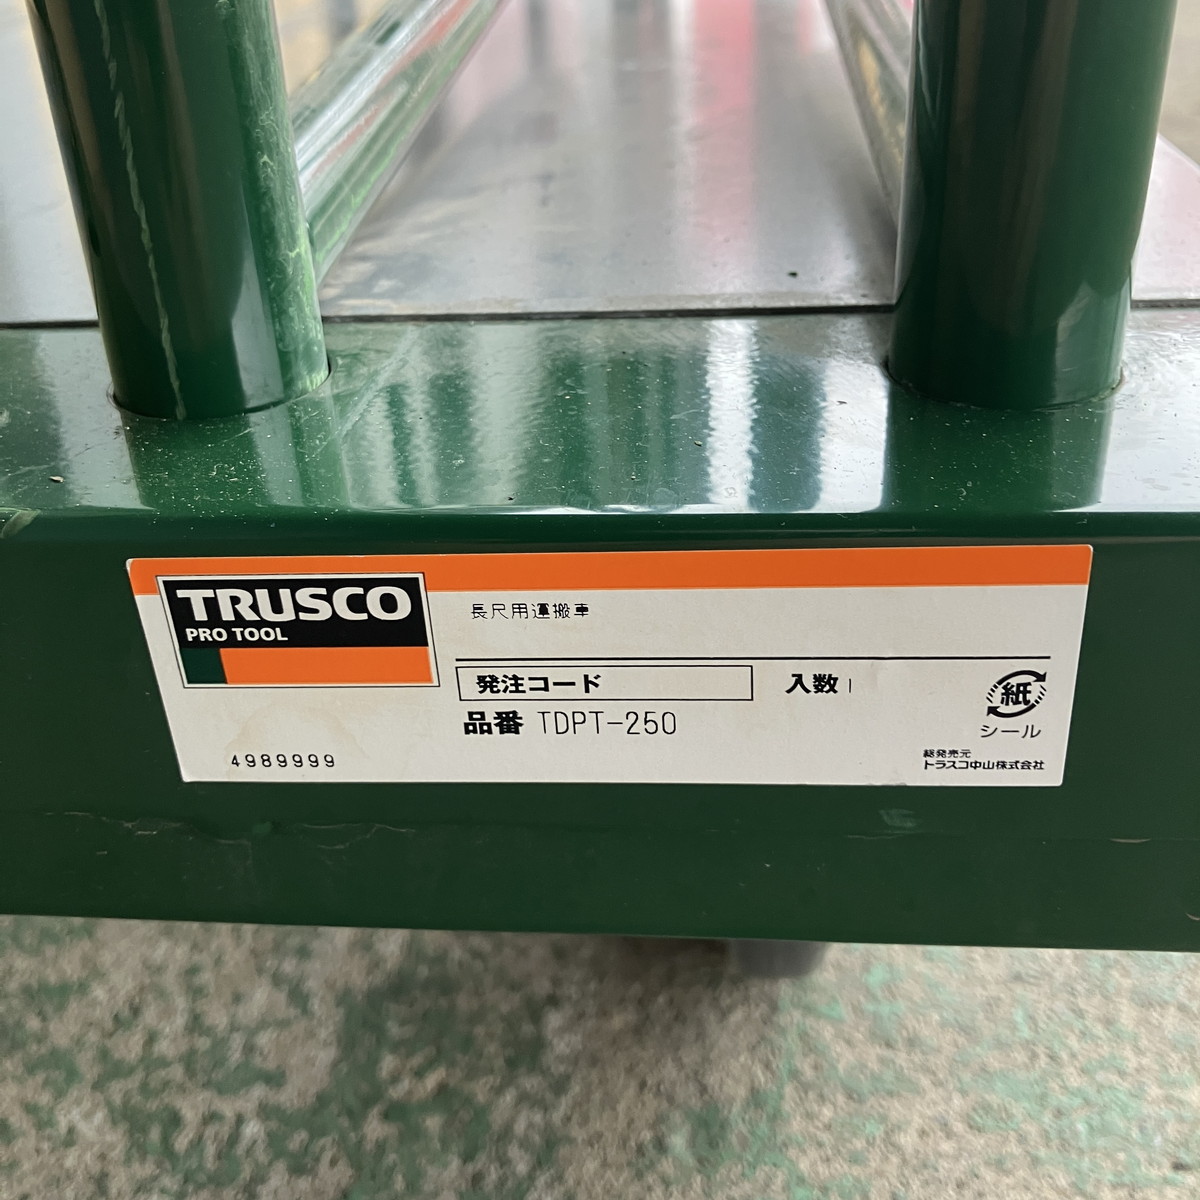 TRUSCO
PRO TOOL
長尺用運搬車
発注コード
入数 1
品番 TDPT-250
紙
シール
4989999
総発売元
トラスコ中山株式会社